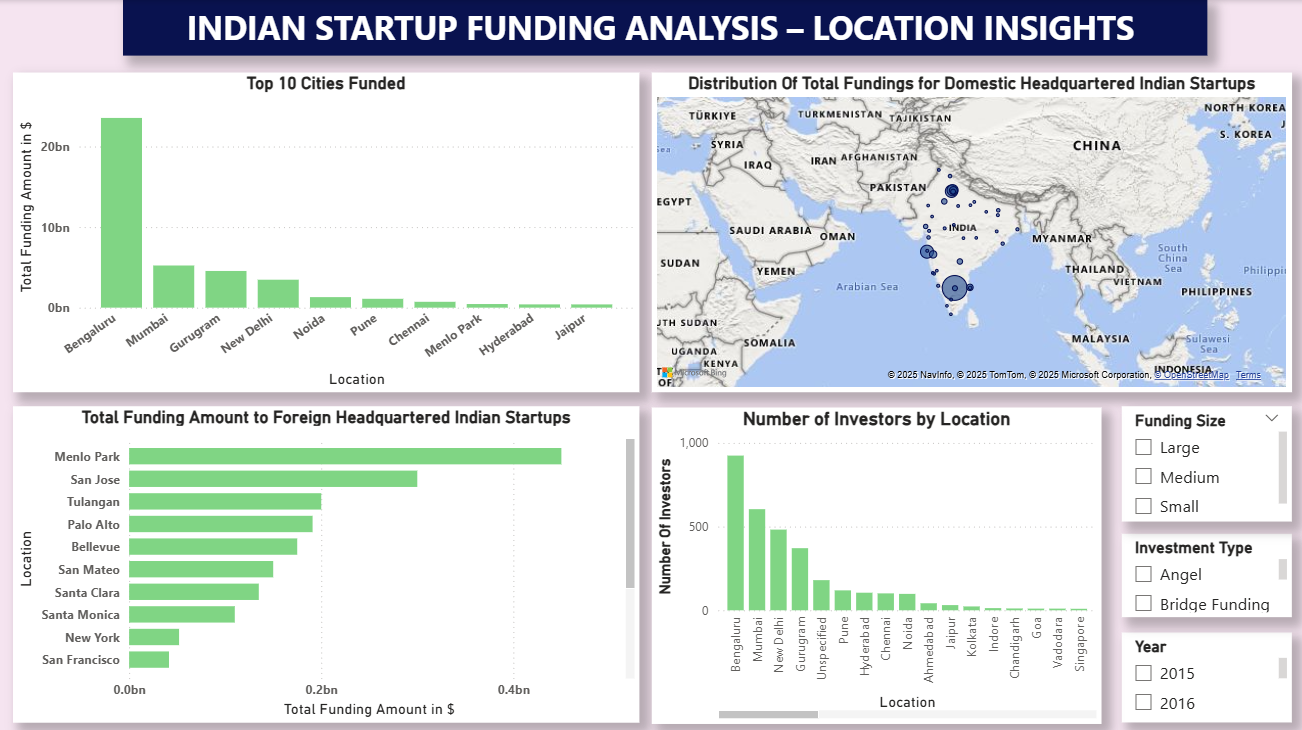 INDIAN STARTUP FUNDING ANALYSIS – LOCATION INSIGHTS
Top 10 Cities Funded
Total Funding Amount in $
20bn
10bn
0bn
Bengaluru
Mumbai
Gurugram
New Delhi
Noida
Pune
Chennai
Menlo Park
Hyderabad
Jaipur
Location
Distribution Of Total Fundings for Domestic Headquartered Indian Startups
NORTH KOREA
TÜRKIYE
TURKMENISTAN
TAJIKISTAN
S. KOREA
SYRIA
CHINA
IRAQ
IRAN
AFGHANISTAN
PAKISTAN
EGYPT
SAUDI ARABIA
OMAN
INDIA
MYANMAR
SUDAN
YEMEN
THAILAND
South
China
Sea
VIETNAM
Philippi
Arabian Sea
PHILIPPINES
TH SUDAN
SOMALIA
MALAYSIA
Sulawesi
Sea
UGANDA
KENYA
INDONESIA
OF
Microsoft Bing
© 2025 NavInfo, © 2025 TomTom, © 2025 Microsoft Corporation, © OpenStreetMap Terms
Total Funding Amount to Foreign Headquartered Indian Startups
Location
Menlo Park
San Jose
Tulangan
Palo Alto
Bellevue
San Mateo
Santa Clara
Santa Monica
New York
San Francisco
0.0bn
0.2bn
0.4bn
Total Funding Amount in $
Number of Investors by Location
Number Of Investors
1,000
500
0
Bengaluru
Mumbai
New Delhi
Gurugram
Unspecified
Pune
Hyderabad
Chennai
Noida
Ahmedabad
Jaipur
Kolkata
Indore
Chandigarh
Goa
Vadodara
Singapore
Location
Funding Size
Large
Medium
Small
Investment Type
Angel
Bridge Funding
Year
2015
2016